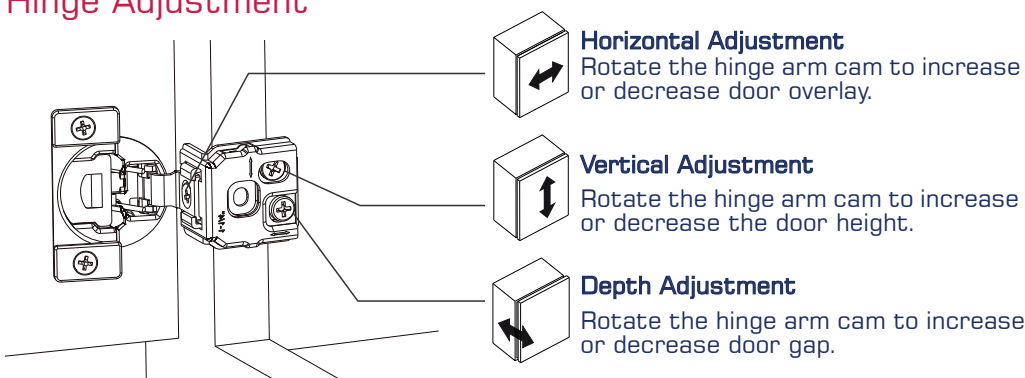 Hinge Adjustment
Horizontal Adjustment
Rotate the hinge arm cam to increase
or decrease door overlay.
Vertical Adjustment
Rotate the hinge arm cam to increase
or decrease the door height.
Depth Adjustment
Rotate the hinge arm cam to increase
or decrease door gap.